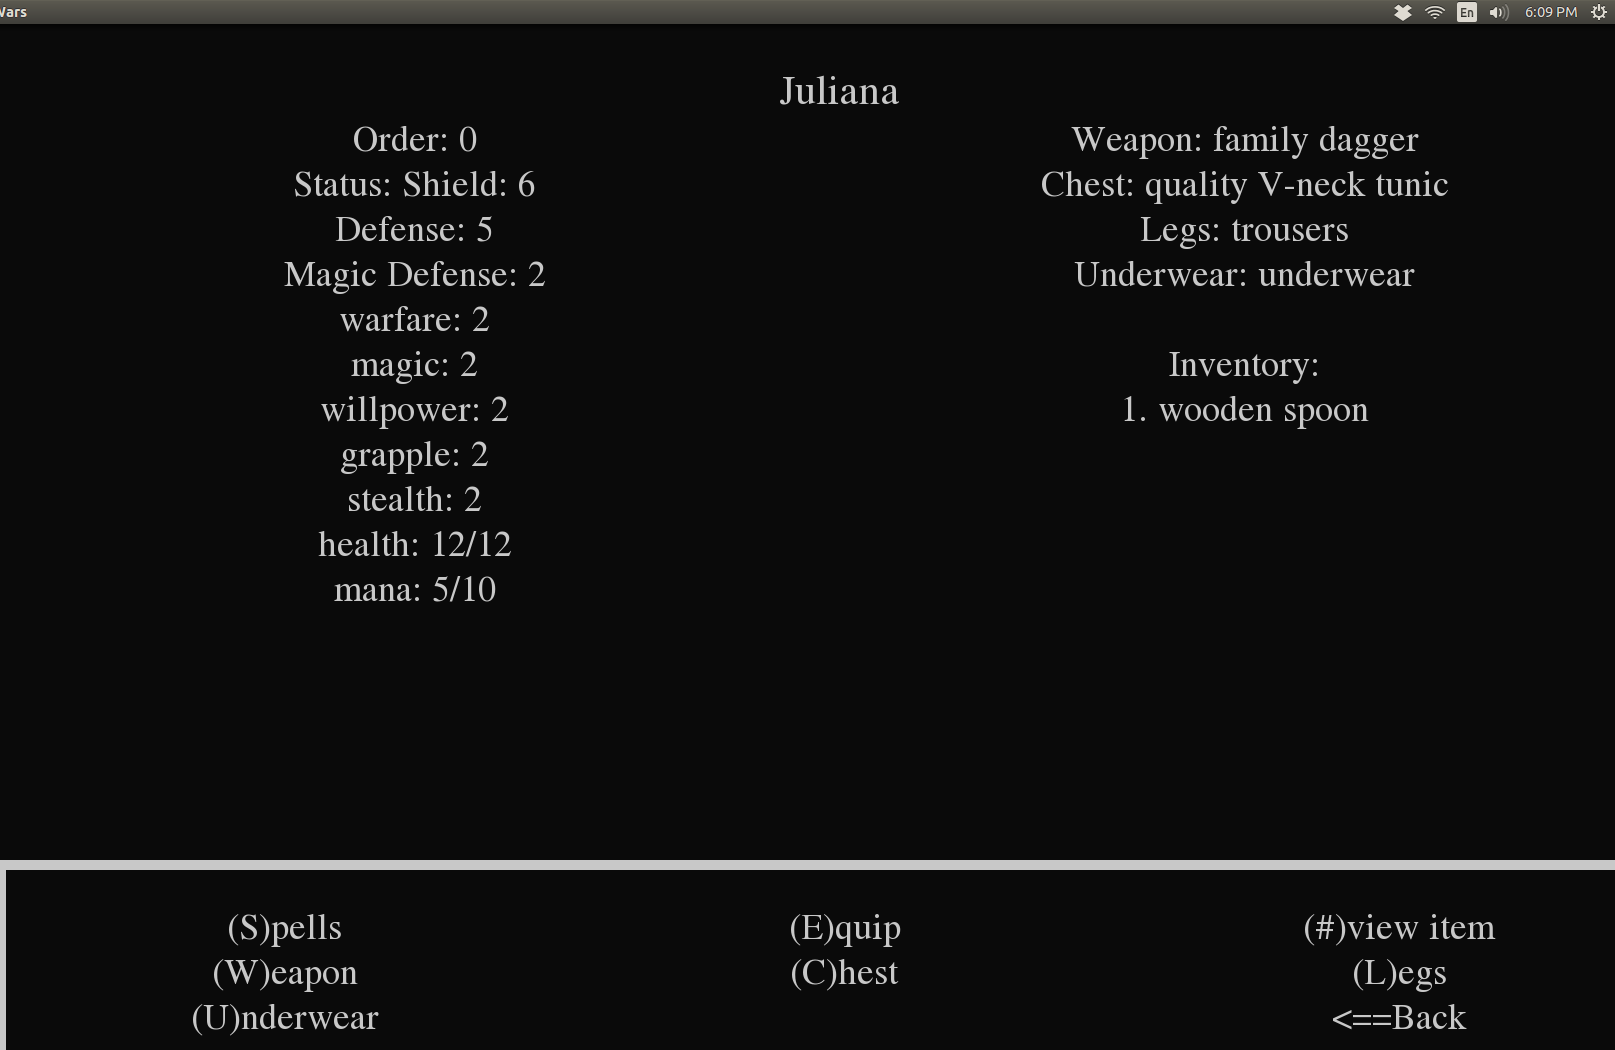 Wars
En 6:09 PM
Juliana
Order: 0
Status: Shield: 6
Defense: 5
Magic Defense: 2
warfare: 2
magic: 2
willpower: 2
grapple: 2
stealth: 2
health: 12/12
mana: 5/10
Weapon: family dagger
Chest: quality V-neck tunic
Legs: trousers
Underwear: underwear
Inventory:
1. wooden spoon
(S)pells (E)quip (#)view item
(W)eapon (C)hest (L)egs
(U)nderwear <==Back